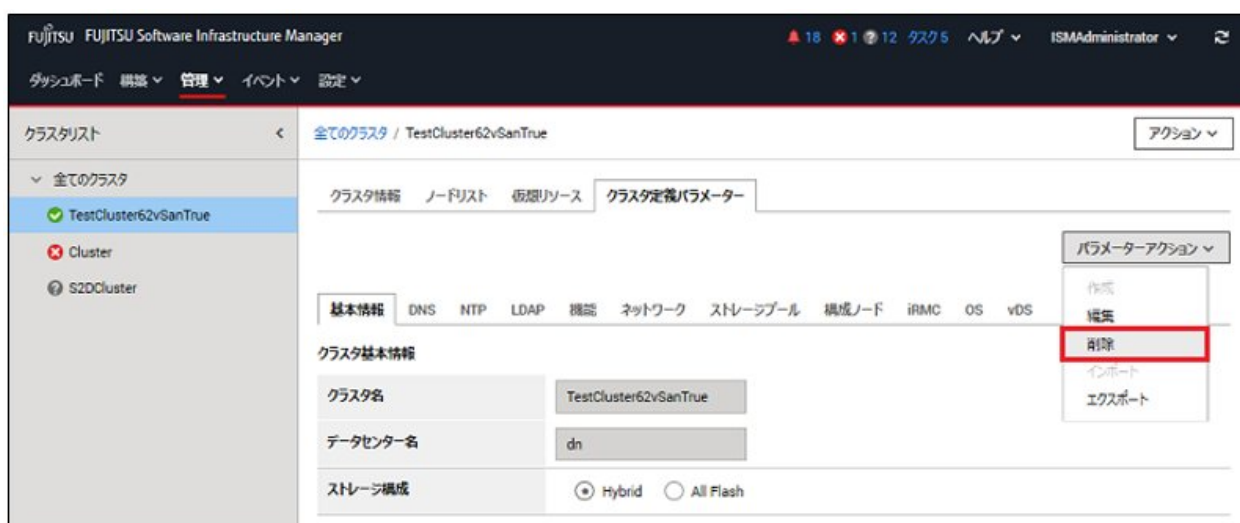 FUJITSU FUJITSU Software Infrastructure Manager 18 1 12 タスク 5 ヘルプ ISMAdministrator
ダッシュボード 構築 管理 イベント 設定
クラスタリスト 全てのクラスタ / TestCluster62vSanTrue アクション
全てのクラスタ
クラスタ情報 ノードリスト 仮想リソース クラスタ定義パラメーター
TestCluster62vSanTrue
Cluster
パラメーターアクション
S2DCluster
作成
基本情報 DNS NTP LDAP 機能 ネットワーク ストレージプール 構成ノード iRMC OS vDS
編集
クラスタ基本情報
削除
インポート
クラスタ名 TestCluster62vSanTrue
エクスポート
データセンター名 dn
ストレージ構成 Hybrid All Flash